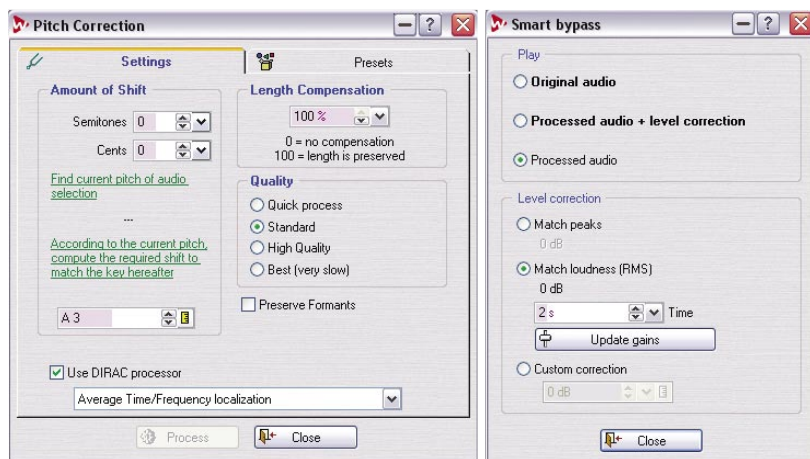 Pitch Correction
Settings
Presets
Amount of Shift
Semitones 0
Cents 0
Find current pitch of audio
selection
...
According to the current pitch,
compute the required shift to
match the key hereafter
A 3
Length Compensation
100 %
0 = no compensation
100 = length is preserved
Quality
Quick process
Standard
High Quality
Best (very slow)
Preserve Formants
Use DIRAC processor
Average Time/Frequency localization
Process
Close
Smart bypass
Play
Original audio
Processed audio + level correction
Processed audio
Level correction
Match peaks
0 dB
Match loudness (RMS)
0 dB
2 s Time
Update gains
Custom correction
0 dB
Close